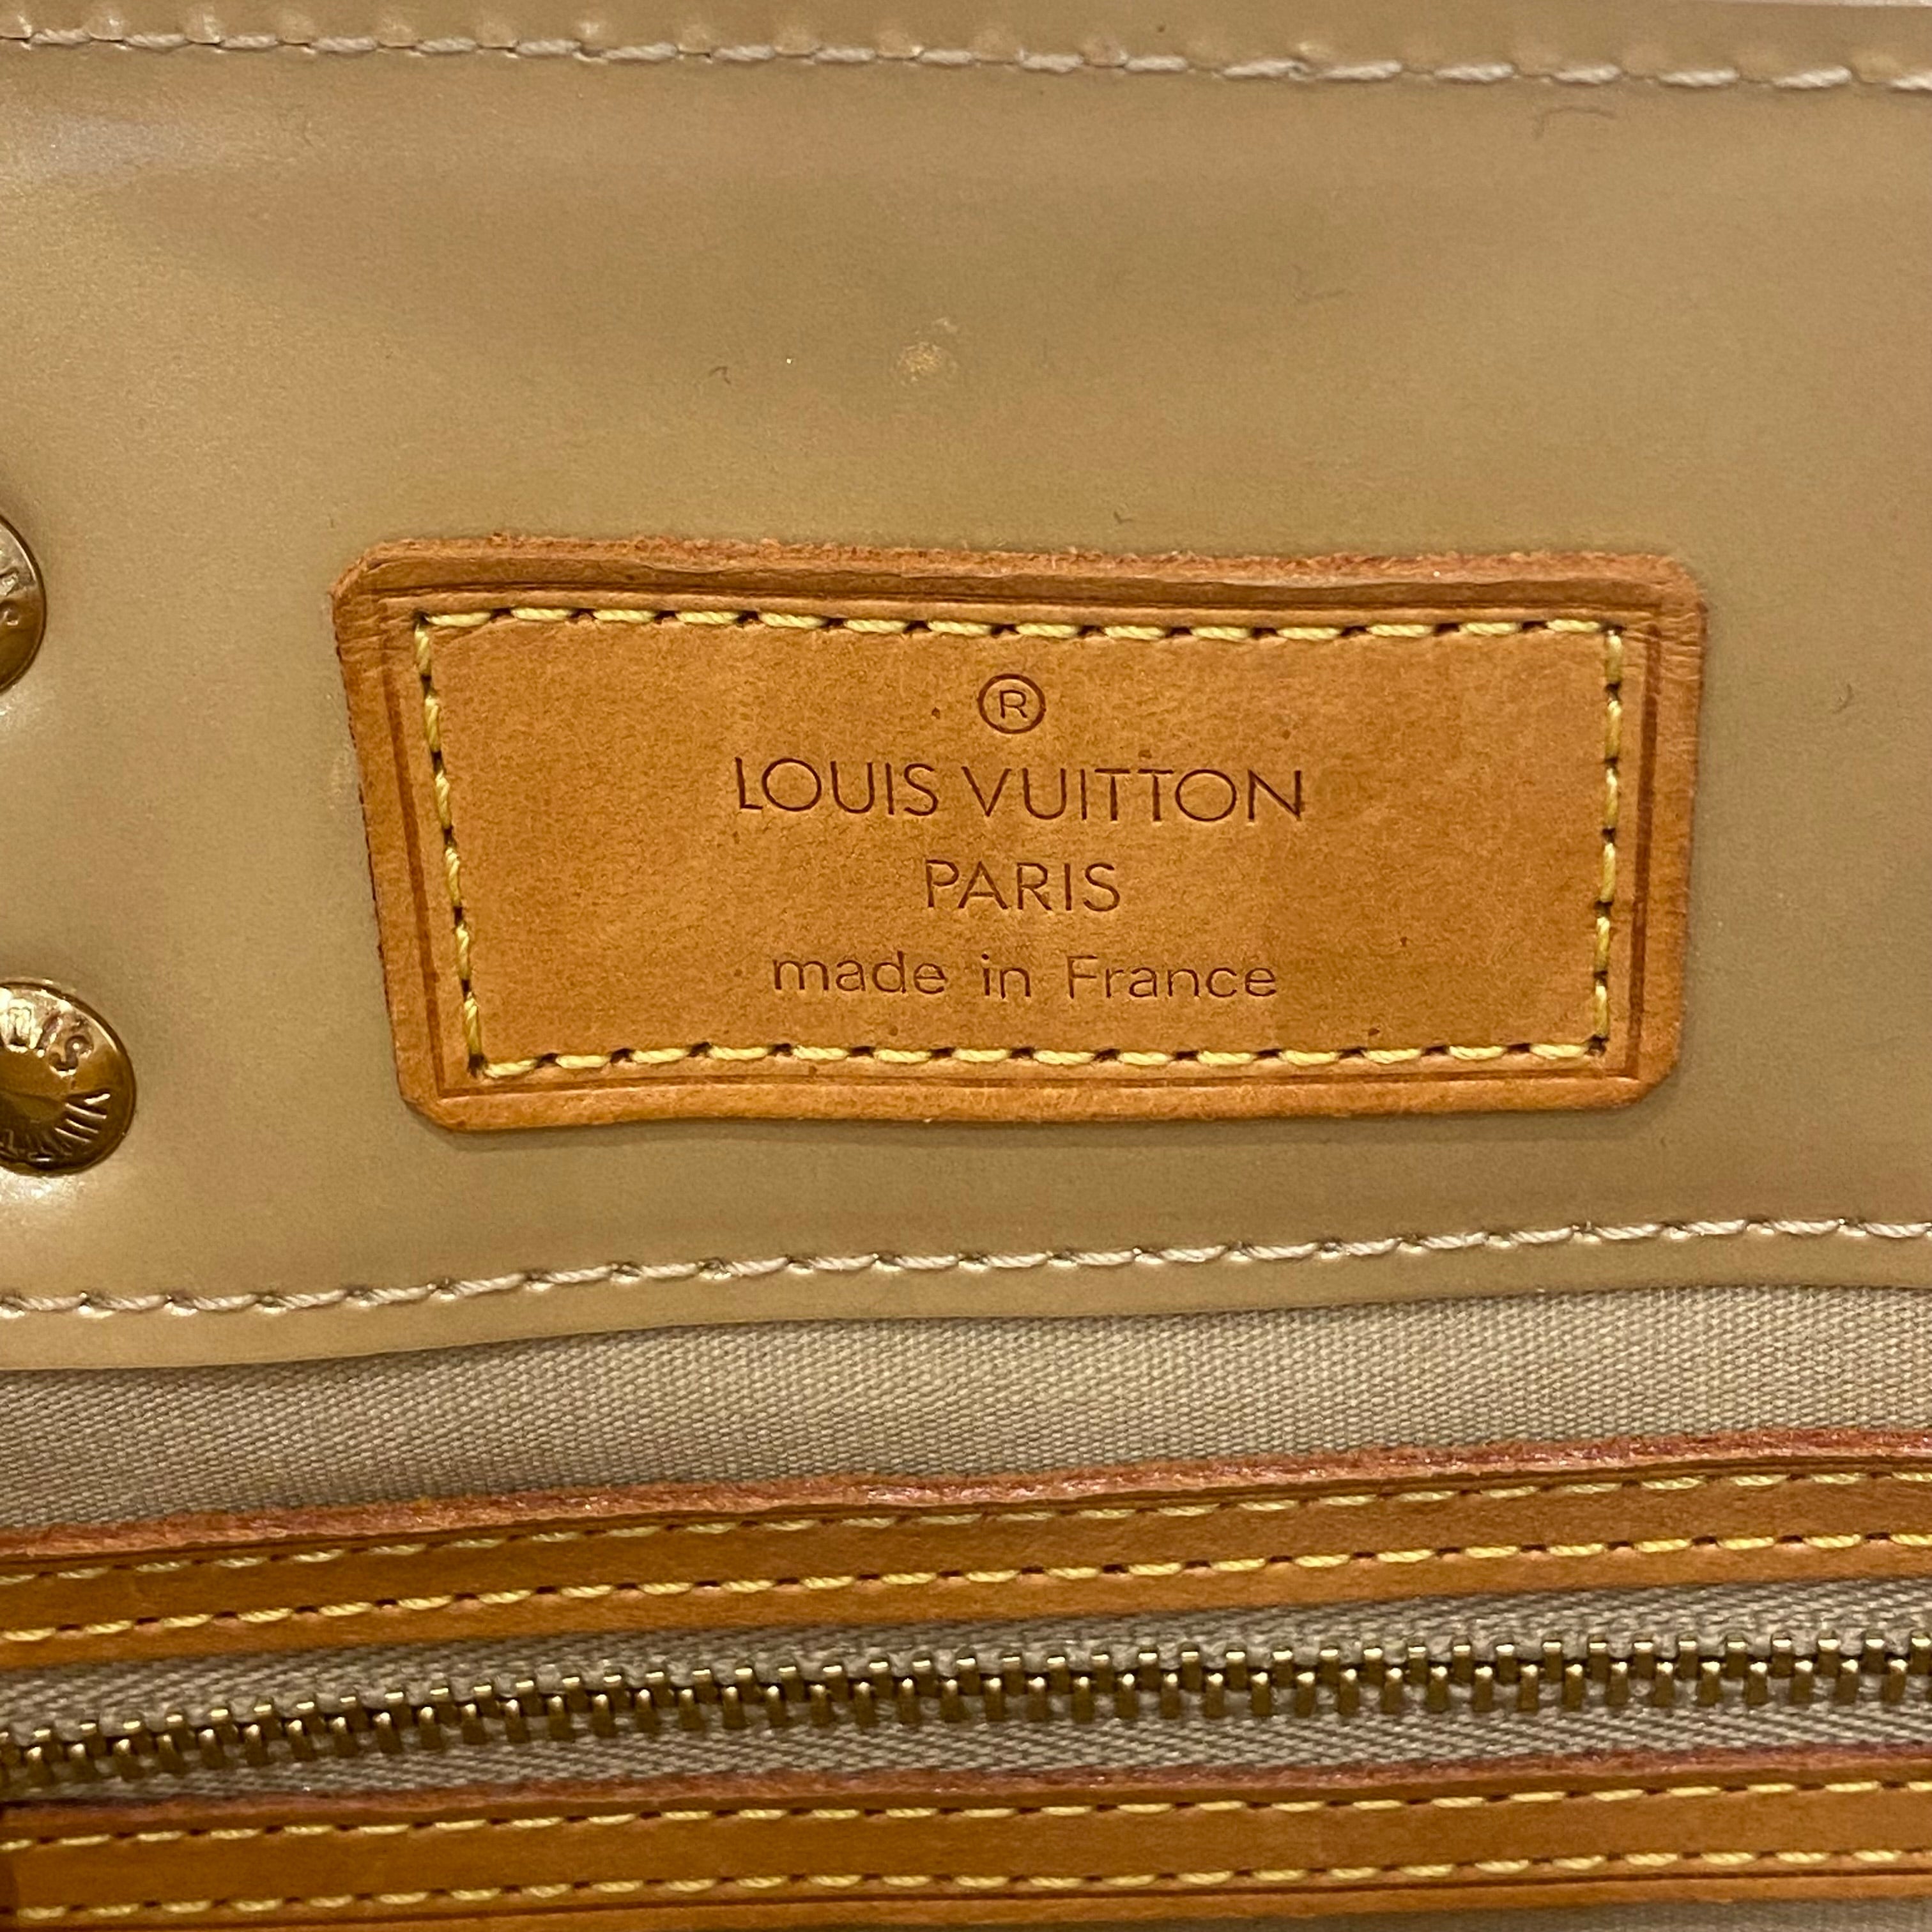 ®
LOUIS VUITTON
PARIS
made in France